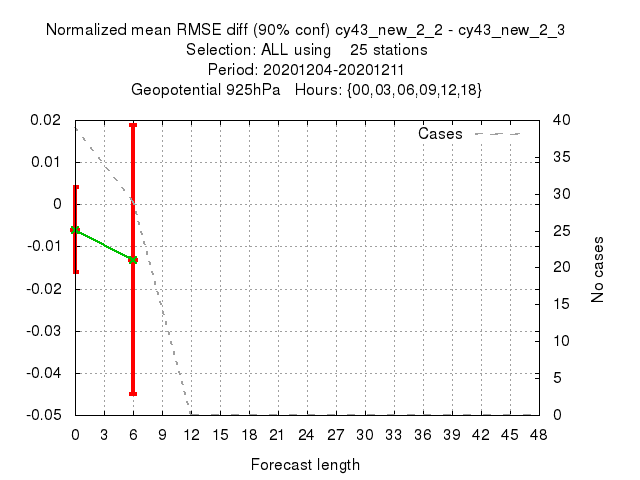 Normalized mean RMSE diff (90% conf) cy43_new_2_2 - cy43_new_2_3
Selection: ALL using 25 stations
Period: 20201204-20201211
Geopotential 925hPa Hours: {00,03,06,09,12,18}
Cases
0.02
0.01
0
-0.01
-0.02
-0.03
-0.04
-0.05
40
35
30
25
20
15
10
5
0
No cases
0 3 6 9 12 15 18 21 24 27 30 33 36 39 42 45 48
Forecast length